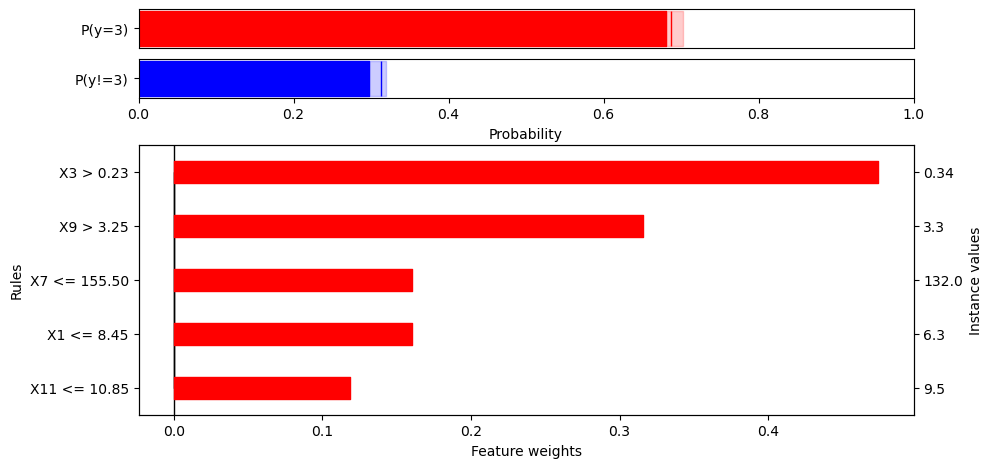 P(y=3)
P(y!=3)
0.0 0.2 0.4 0.6 0.8 1.0
Probability
X3 > 0.23 0.34
X9 > 3.25 3.3
X7 <= 155.50 132.0
X1 <= 8.45 6.3
X11 <= 10.85 9.5
Rules
Instance values
0.0 0.1 0.2 0.3 0.4
Feature weights